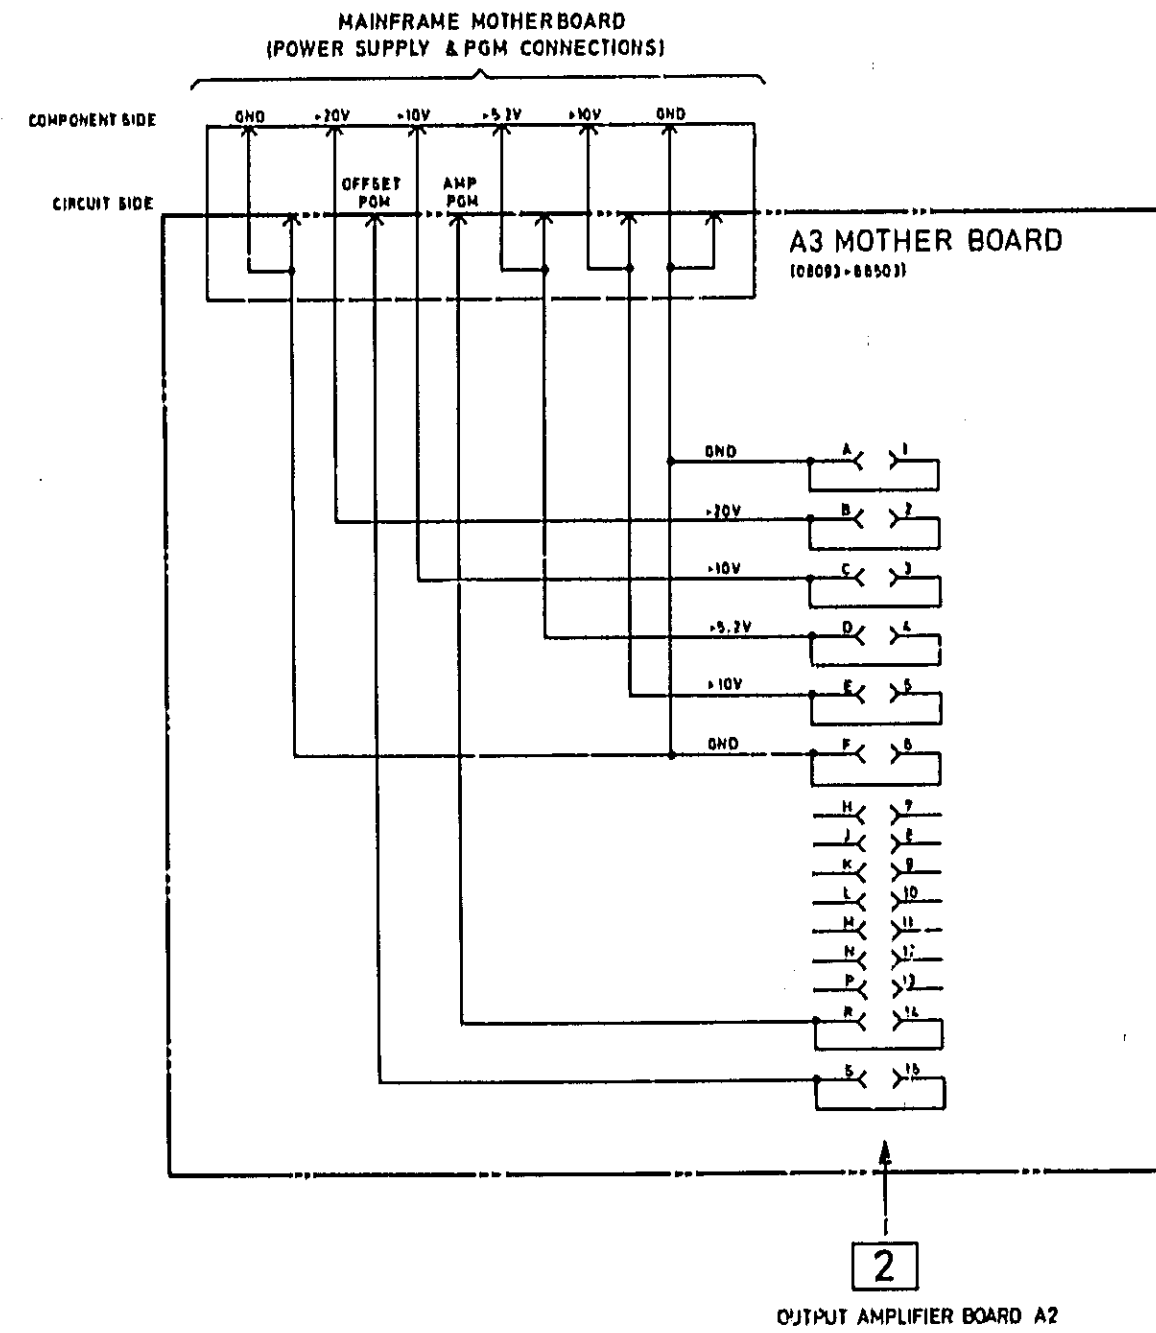 MAINFRAME MOTHERBOARD
(POWER SUPPLY & PGM CONNECTIONS)
COMPONENT SIDE
GND +20V +10V +5.2V +10V GND
OFFSET PGM
AMP PGM
CIRCUIT SIDE
A3 MOTHER BOARD
GND A 1
+20V B 2
+10V C 3
+5.2V D 4
+10V E 5
GND F 6
H 7
J 8
K 9
L 10
M 11
N 12
P 13
R 14
S 15
2
OUTPUT AMPLIFIER BOARD A2